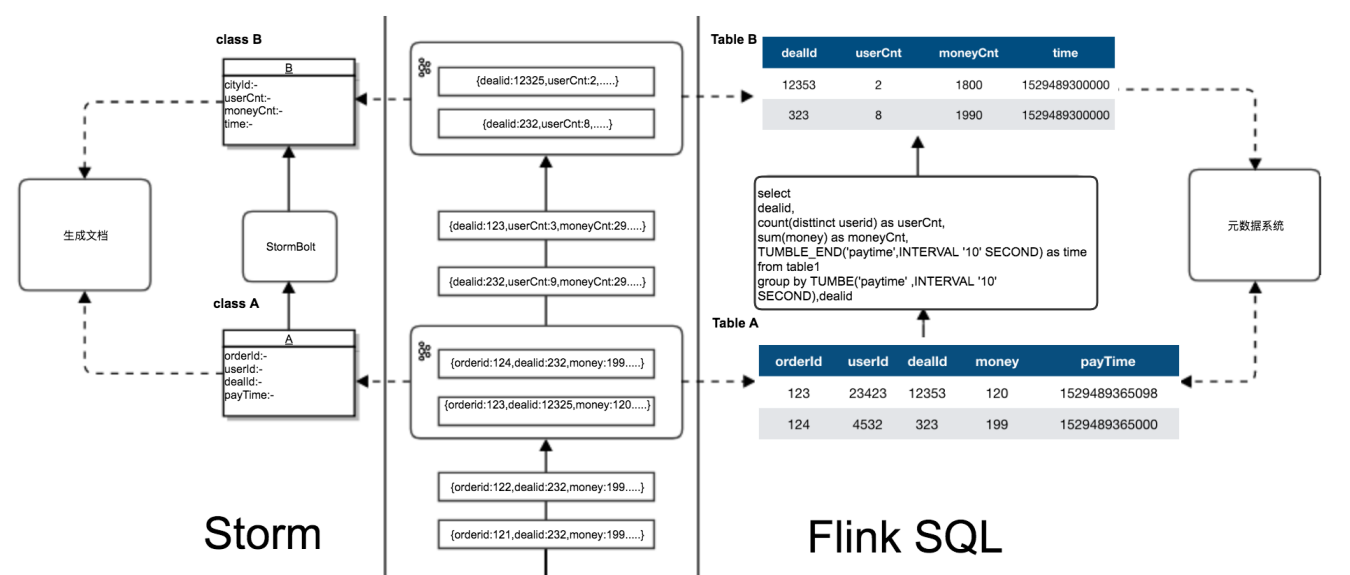 class B
B
cityId:-
userCnt:-
moneyCnt:-
time:-
生成文档
StormBolt
class A
A
orderId:-
userId:-
dealId:-
payTime:-
Storm
{dealid:12325,userCnt:2,.....}
{dealid:232,userCnt:8,.....}
{dealid:123,userCnt:3,moneyCnt:29.....}
{dealid:232,userCnt:9,moneyCnt:29.....}
{orderid:124,dealid:232,money:199.....}
{orderid:123,dealid:12325,money:120.....}
{orderid:122,dealid:232,money:199.....}
{orderid:121,dealid:232,money:199.....}
Table B
dealId userCnt moneyCnt time
12353 2 1800 1529489300000
323 8 1990 1529489300000
select
dealid,
count(disttinct userid) as userCnt,
sum(money) as moneyCnt,
TUMBLE_END('paytime',INTERVAL '10' SECOND) as time
from table1
group by TUMBE('paytime' ,INTERVAL '10'
SECOND),dealid
元数据系统
Table A
orderId userId dealId money payTime
123 23423 12353 120 1529489365098
124 4532 323 199 1529489365000
Flink SQL